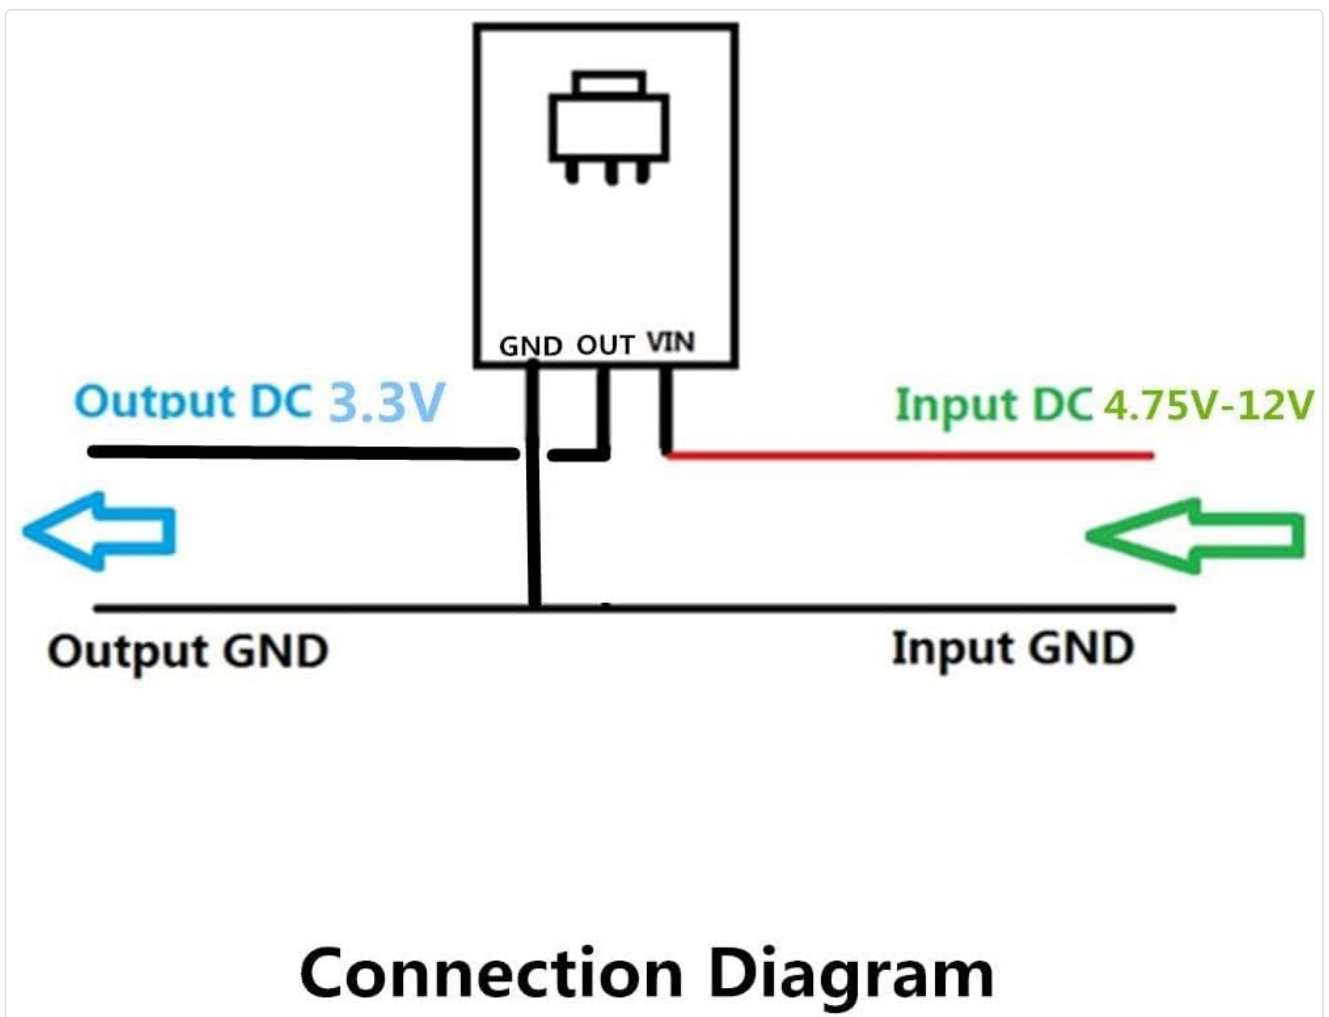 GND OUT VIN
Output DC 3.3V
Input DC 4.75V-12V
Output GND
Input GND
Connection Diagram